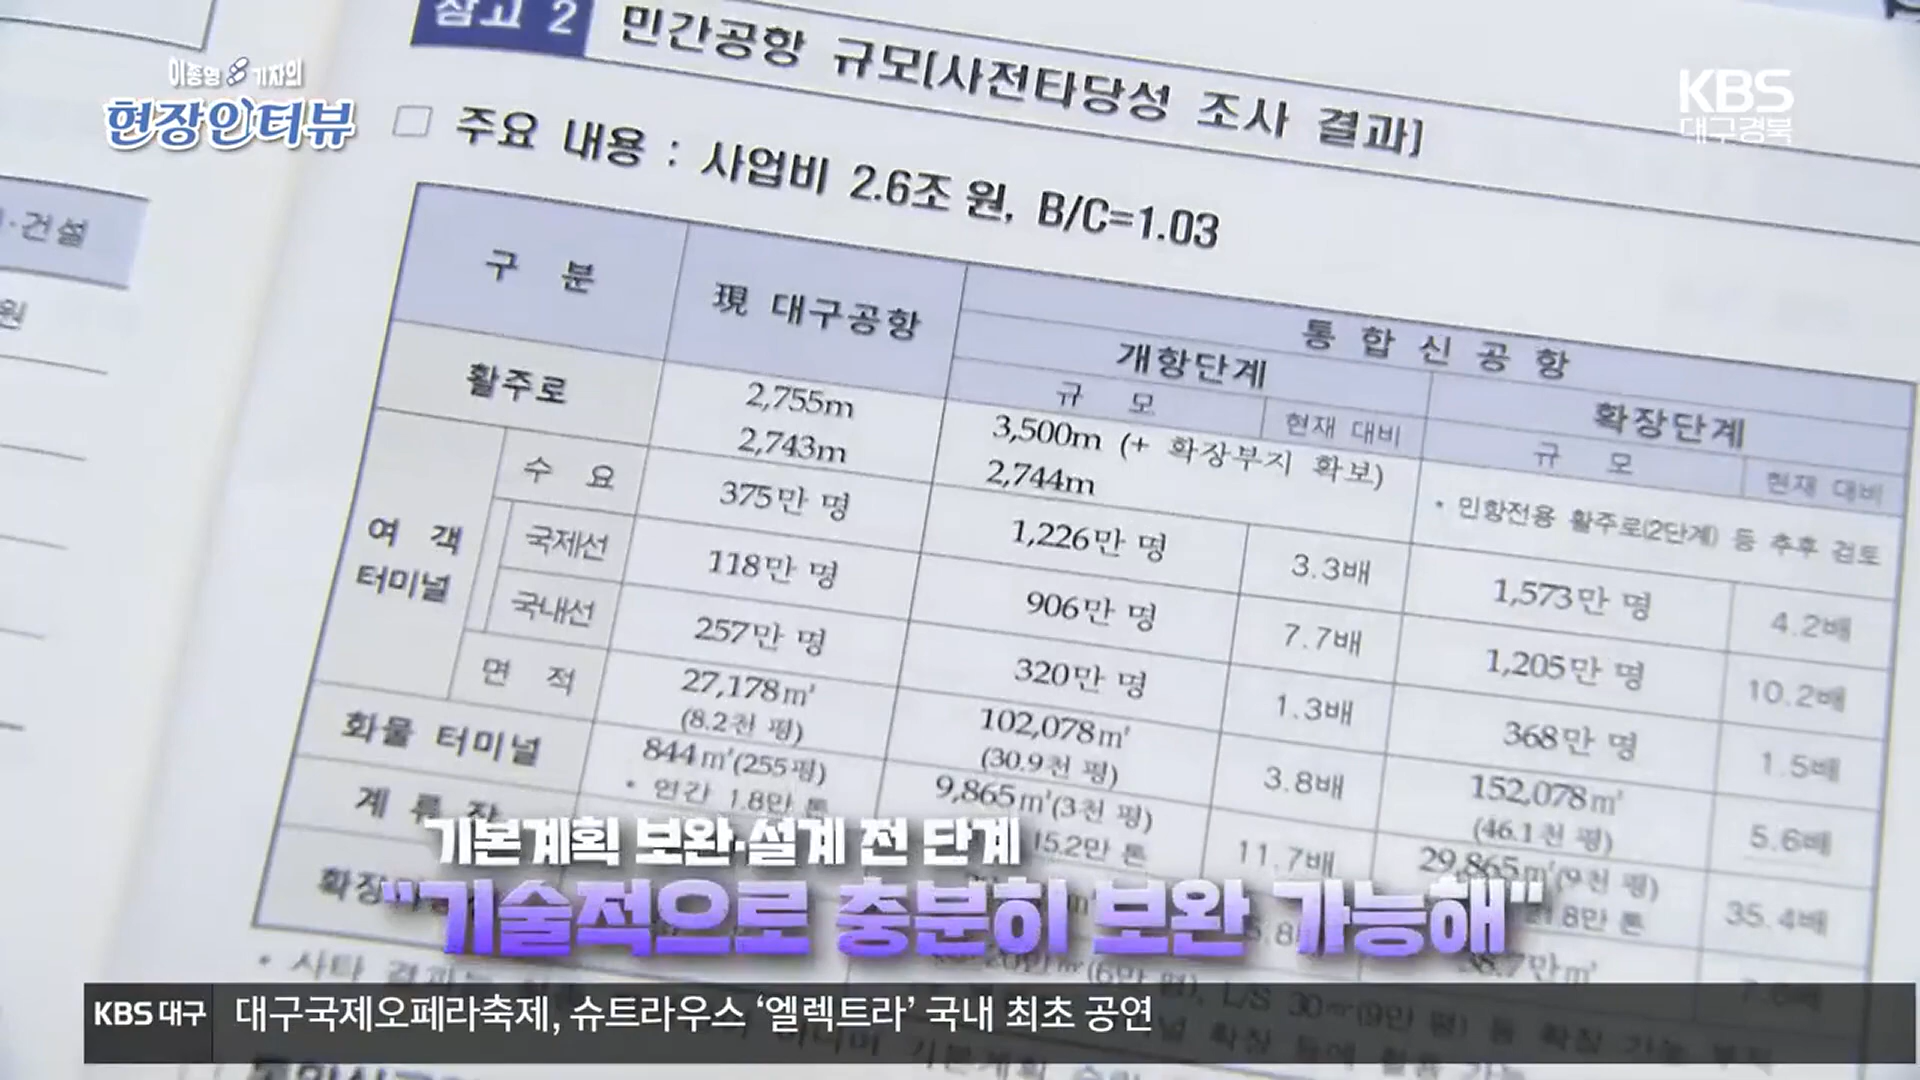 이종영 기자의
현장인터뷰
KBS
대구경북
참고 2 민간공항 규모[사전타당성 조사 결과]
□ 주요 내용 : 사업비 2.6조 원, B/C=1.03
·건설
원
구 분
現 대구공항
통 합 신 공 항
개항단계
확장단계
규 모
현재 대비
규 모
현재 대비
활주로
2,755m
2,743m
3,500m (+ 확장부지 확보)
2,744m
• 민항전용 활주로(2단계) 등 추후 검토
여 객
터미널
수 요
375만 명
1,226만 명
3.3배
1,573만 명
4.2배
국제선
118만 명
906만 명
7.7배
1,205만 명
10.2배
국내선
257만 명
320만 명
1.3배
368만 명
1.5배
면 적
27,178㎡
(8.2천 평)
102,078㎡
(30.9천 평)
3.8배
152,078㎡
(46.1천 평)
5.6배
화물 터미널
844㎡(255평)
• 연간 1.8만 톤
9,865㎡(3천 평)
15.2만 톤
11.7배
29,865㎡(9천 평)
21.8만 톤
35.4배
계 류 장
기본계획 보완·설계 전 단계
"기술적으로 충분히 보완 가능해"
KBS 대구
대구국제오페라축제, 슈트라우스 '엘렉트라' 국내 최초 공연